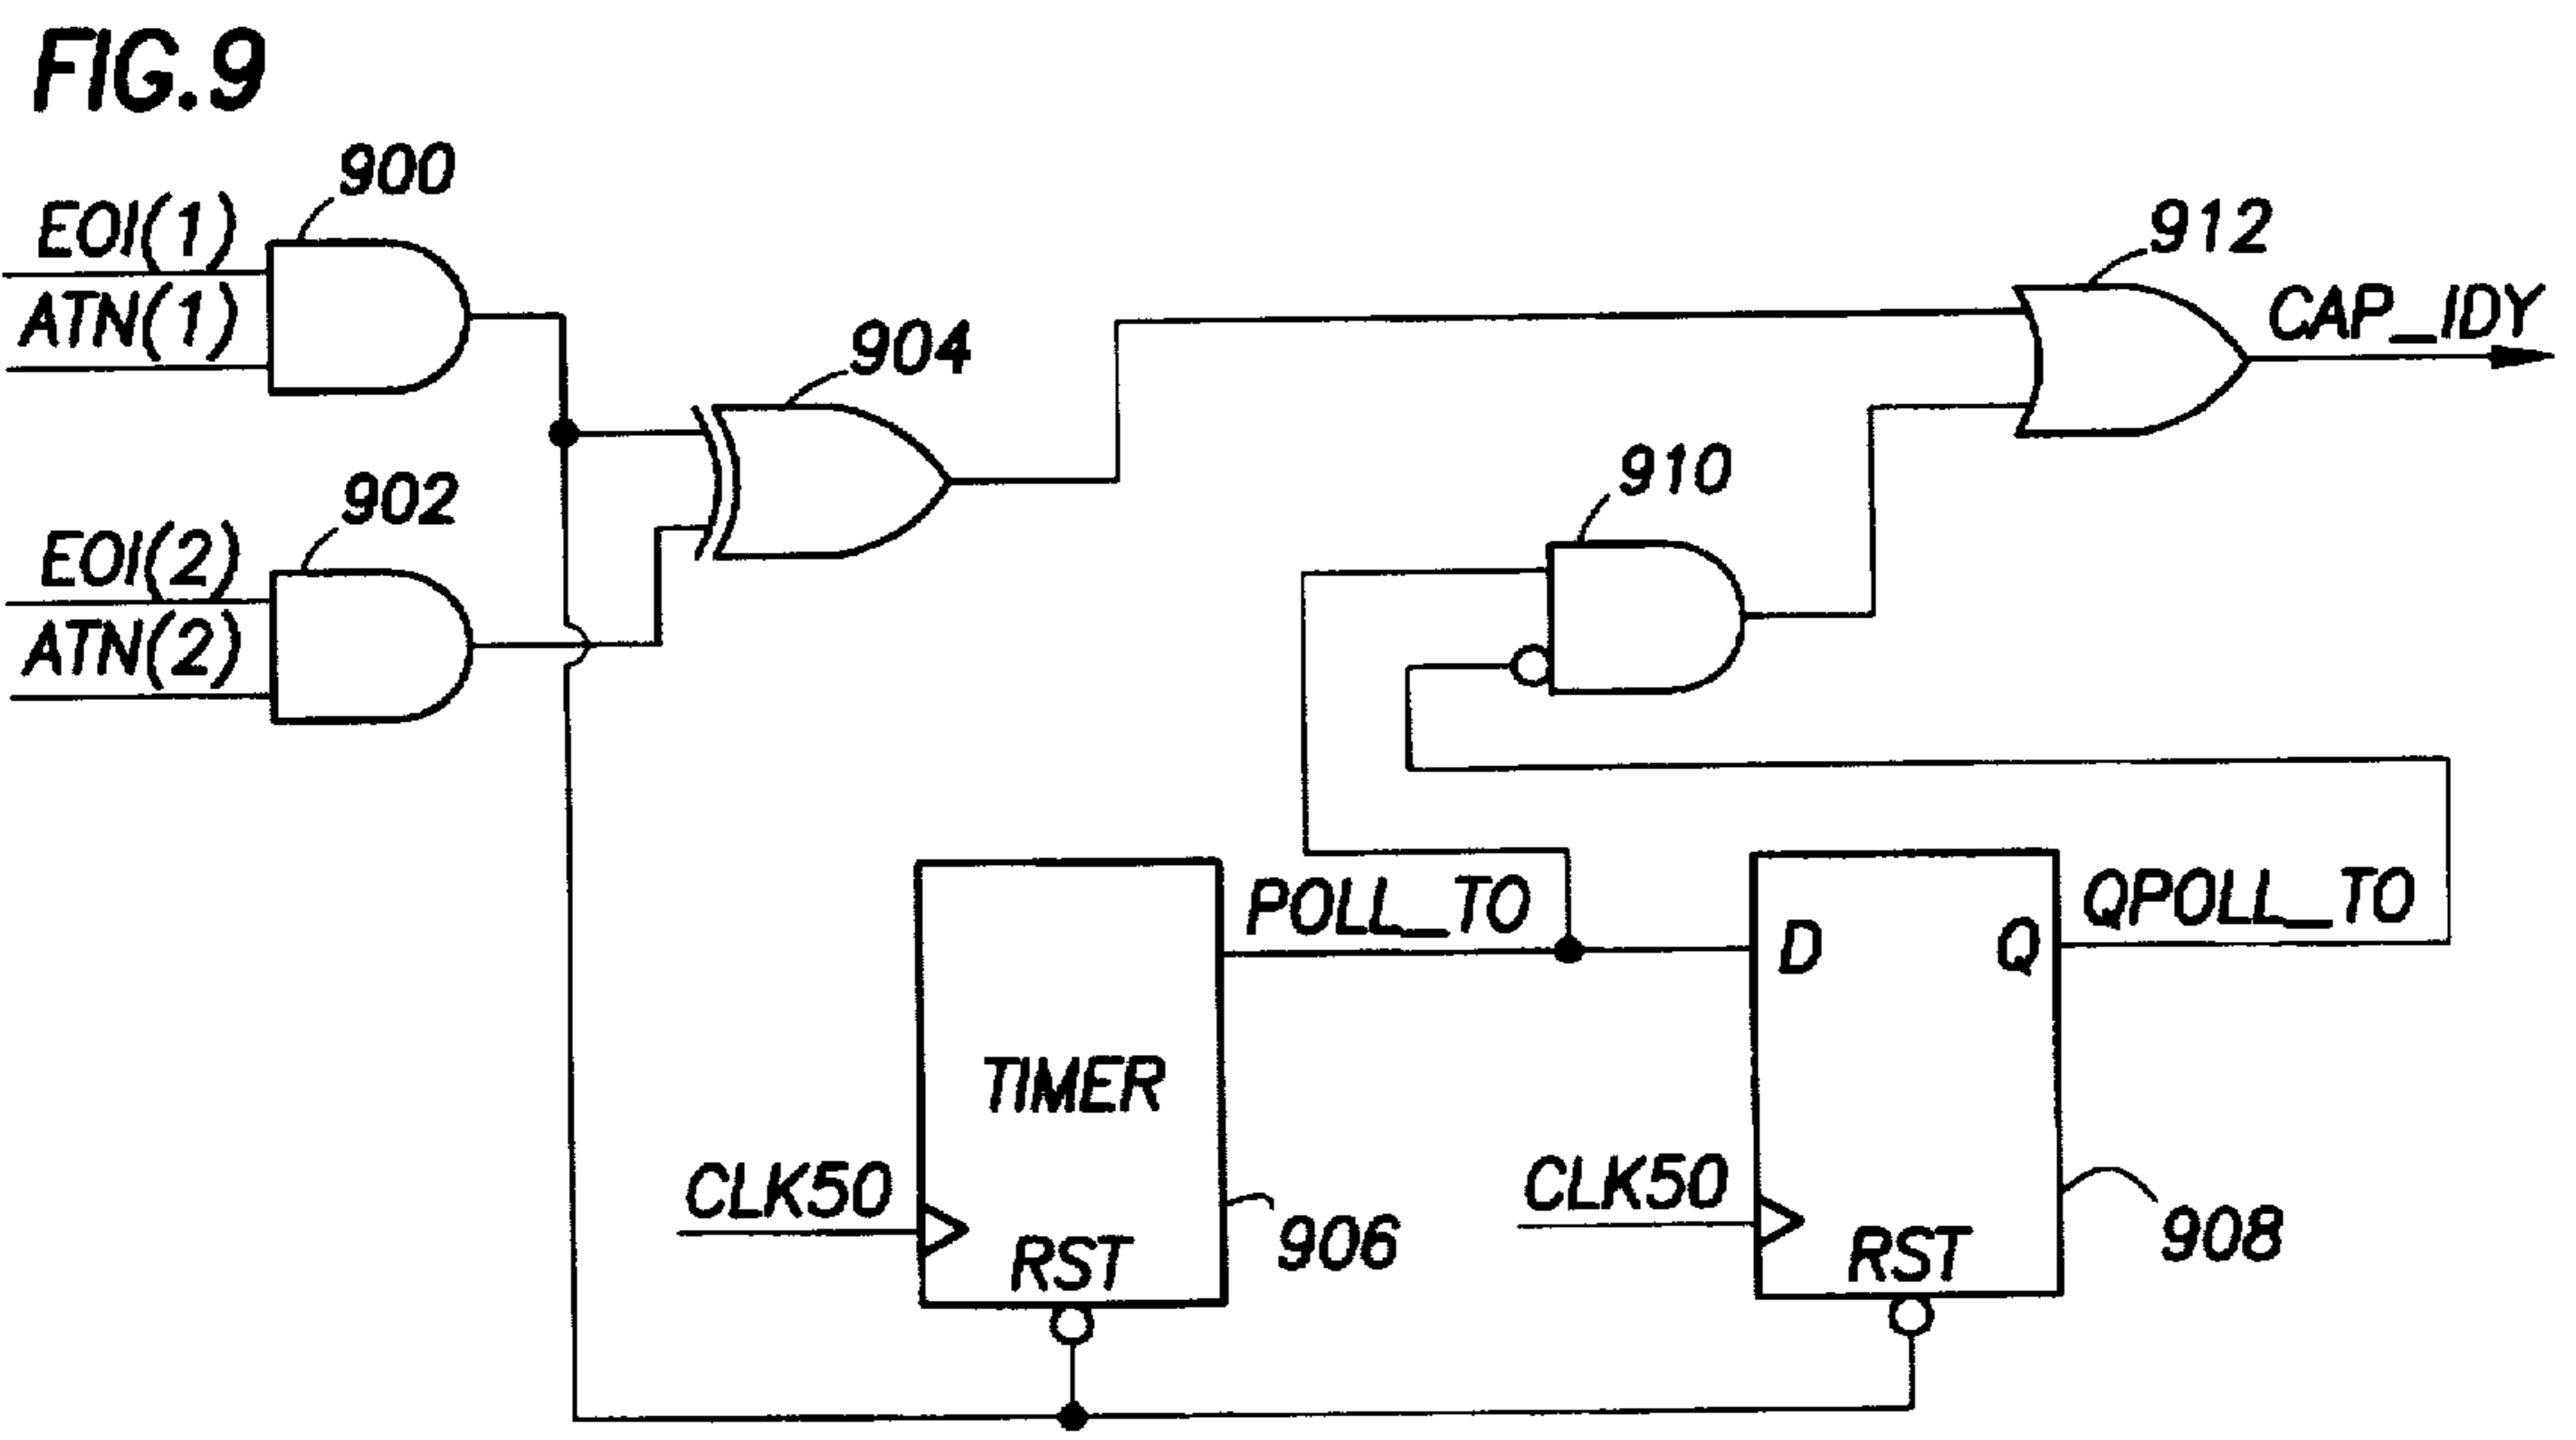 FIG.9
900
EOI(1)
ATN(1)
902
EOI(2)
ATN(2)
904
912
CAP_IDY
910
POLL_TO
QPOLL_TO
D
Q
TIMER
CLK50
RST
906
CLK50
RST
908